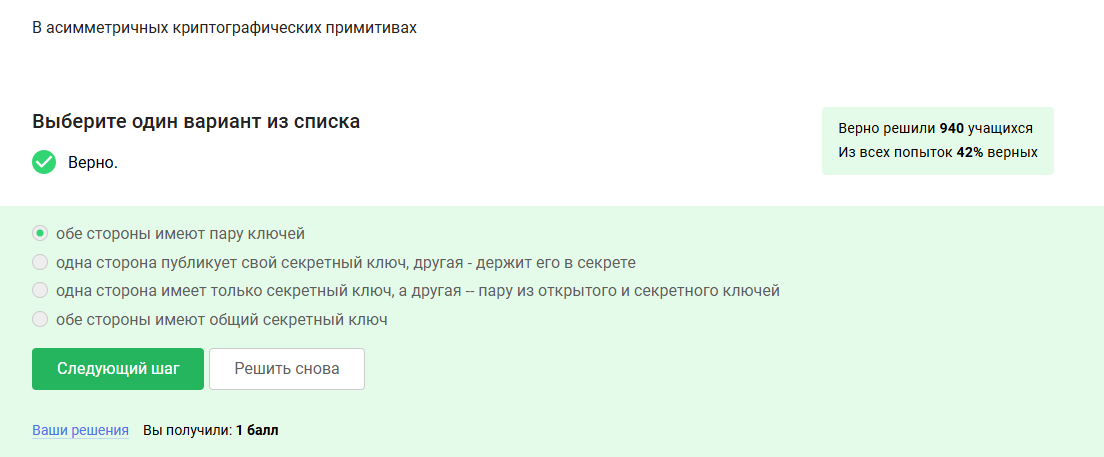 В асимметричных криптографических примитивах
Выберите один вариант из списка
Верно.
Верно решили 940 учащихся
Из всех попыток 42% верных
обе стороны имеют пару ключей
одна сторона публикует свой секретный ключ, другая - держит его в секрете
одна сторона имеет только секретный ключ, а другая -- пару из открытого и секретного ключей
обе стороны имеют общий секретный ключ
Следующий шаг Решить снова
Ваши решения Вы получили: 1 балл